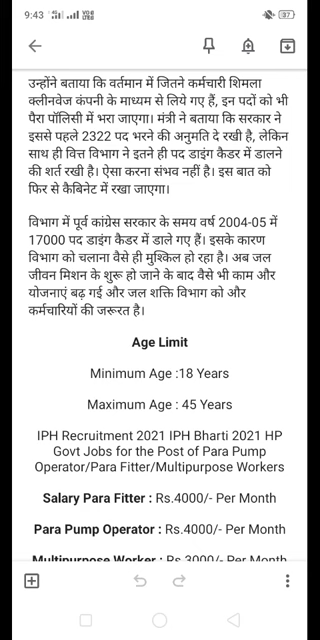 9:43
37
उन्होंने बताया कि वर्तमान में जितने कर्मचारी शिमला
क्लीनवेज कंपनी के माध्यम से लिये गए हैं, इन पदों को भी
पैरा पॉलिसी में भरा जाएगा। मंत्री ने बताया कि सरकार ने
इससे पहले 2322 पद भरने की अनुमति दे रखी है, लेकिन
साथ ही वित्त विभाग ने इतने ही पद डाइंग कैडर में डालने
की शर्त रखी है। ऐसा करना संभव नहीं है। इस बात को
फिर से कैबिनेट में रखा जाएगा।
विभाग में पूर्व कांग्रेस सरकार के समय वर्ष 2004-05 में
17000 पद डाइंग कैडर में डाले गए हैं। इसके कारण
विभाग को चलाना वैसे ही मुश्किल हो रहा है। अब जल
जीवन मिशन के शुरू हो जाने के बाद वैसे भी काम और
योजनाएं बढ़ गई और जल शक्ति विभाग को और
कर्मचारियों की जरूरत है।
Age Limit
Minimum Age :18 Years
Maximum Age : 45 Years
IPH Recruitment 2021 IPH Bharti 2021 HP
Govt Jobs for the Post of Para Pump
Operator/Para Fitter/Multipurpose Workers
Salary Para Fitter : Rs.4000/- Per Month
Para Pump Operator : Rs.4000/- Per Month
Multipurpose Worker : Rs.3000/- Per Month